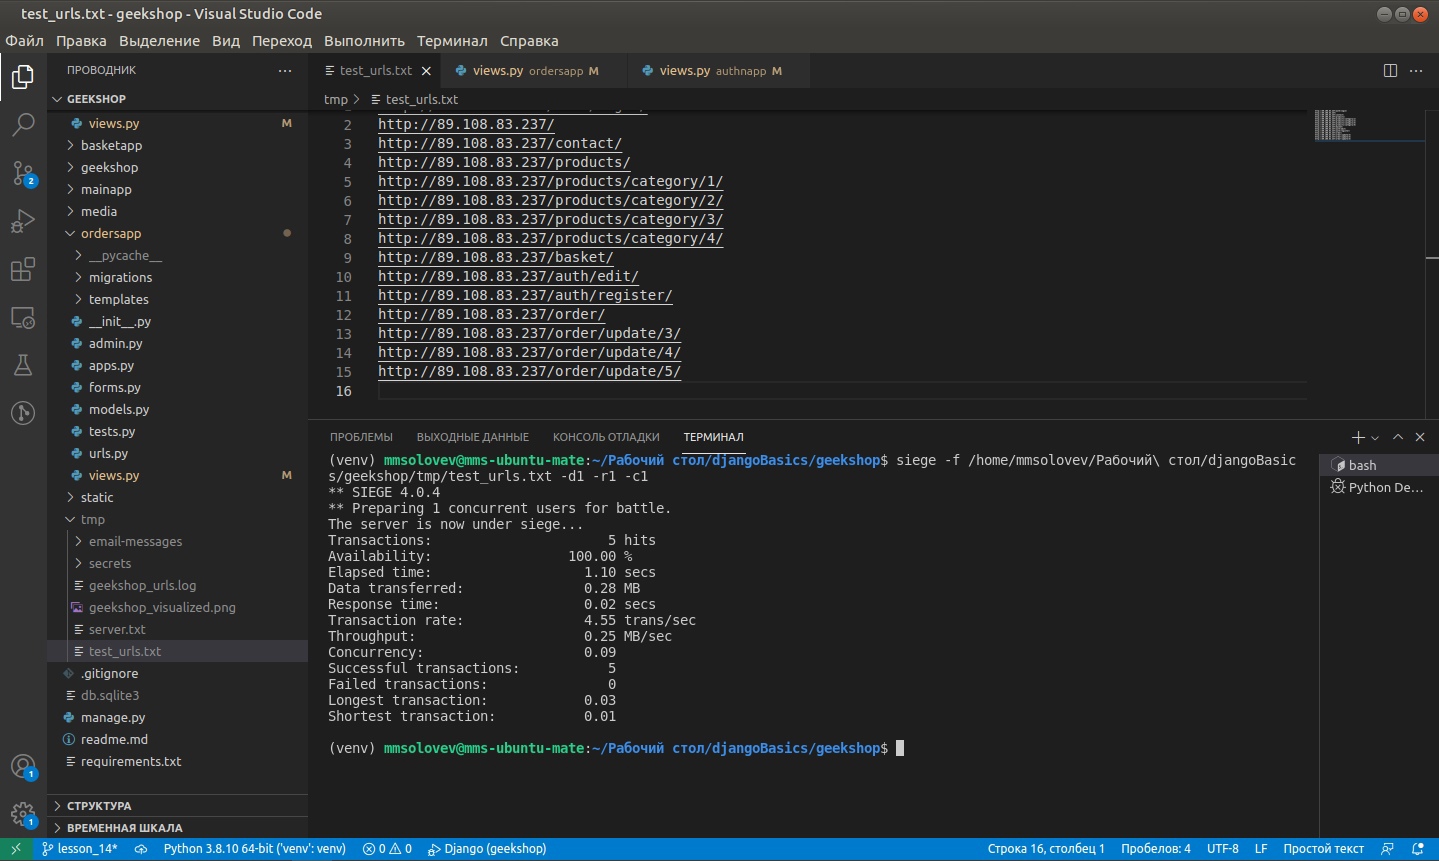 test_urls.txt - geekshop - Visual Studio Code
Файл Правка Выделение Вид Переход Выполнить Терминал Справка
ПРОВОДНИК
GEEKSHOP
views.py M
basketapp
geekshop
mainapp
media
ordersapp
__pycache__
migrations
templates
__init__.py
admin.py
apps.py
forms.py
models.py
tests.py
urls.py
views.py M
static
tmp
email-messages
secrets
geekshop_urls.log
geekshop_visualized.png
server.txt
test_urls.txt
.gitignore
db.sqlite3
manage.py
readme.md
requirements.txt
СТРУКТУРА
ВРЕМЕННАЯ ШКАЛА
2
1
1
test_urls.txt views.py ordersapp M views.py authnapp M
tmp test_urls.txt
2 http://89.108.83.237/
3 http://89.108.83.237/contact/
4 http://89.108.83.237/products/
5 http://89.108.83.237/products/category/1/
6 http://89.108.83.237/products/category/2/
7 http://89.108.83.237/products/category/3/
8 http://89.108.83.237/products/category/4/
9 http://89.108.83.237/basket/
10 http://89.108.83.237/auth/edit/
11 http://89.108.83.237/auth/register/
12 http://89.108.83.237/order/
13 http://89.108.83.237/order/update/3/
14 http://89.108.83.237/order/update/4/
15 http://89.108.83.237/order/update/5/
16
ПРОБЛЕМЫ ВЫХОДНЫЕ ДАННЫЕ КОНСОЛЬ ОТЛАДКИ ТЕРМИНАЛ
(venv) mmsolovev@mms-ubuntu-mate:~/Рабочий стол/djangoBasics/geekshop$ siege -f /home/mmsolovev/Рабочий\ стол/djangoBasic
s/geekshop/tmp/test_urls.txt -d1 -r1 -c1
** SIEGE 4.0.4
** Preparing 1 concurrent users for battle.
The server is now under siege...
Transactions: 5 hits
Availability: 100.00 %
Elapsed time: 1.10 secs
Data transferred: 0.28 MB
Response time: 0.02 secs
Transaction rate: 4.55 trans/sec
Throughput: 0.25 MB/sec
Concurrency: 0.09
Successful transactions: 5
Failed transactions: 0
Longest transaction: 0.03
Shortest transaction: 0.01
(venv) mmsolovev@mms-ubuntu-mate:~/Рабочий стол/djangoBasics/geekshop$
bash
Python De...
lesson_14* Python 3.8.10 64-bit ('venv': venv) 0 0 Django (geekshop) Строка 16, столбец 1 Пробелов: 4 UTF-8 LF Простой текст